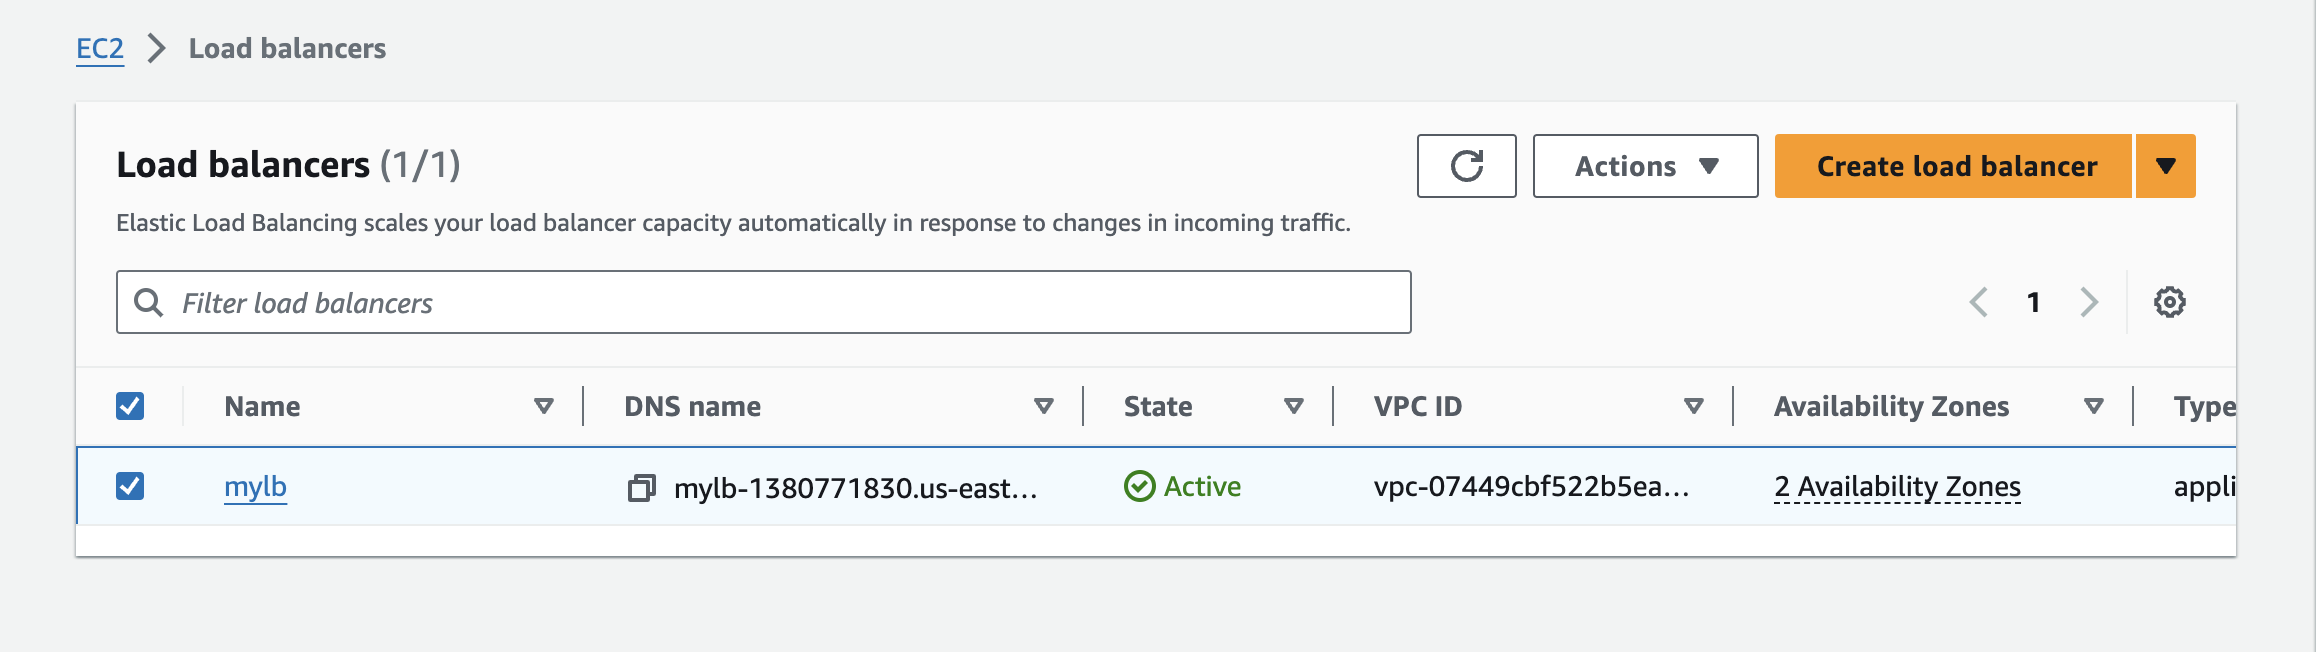 EC2 Load balancers
Load balancers (1/1)
Actions
Create load balancer
Elastic Load Balancing scales your load balancer capacity automatically in response to changes in incoming traffic.
Filter load balancers
1
Name DNS name State VPC ID Availability Zones Type
mylb mylb-1380771830.us-east... Active vpc-07449cbf522b5ea... 2 Availability Zones appli